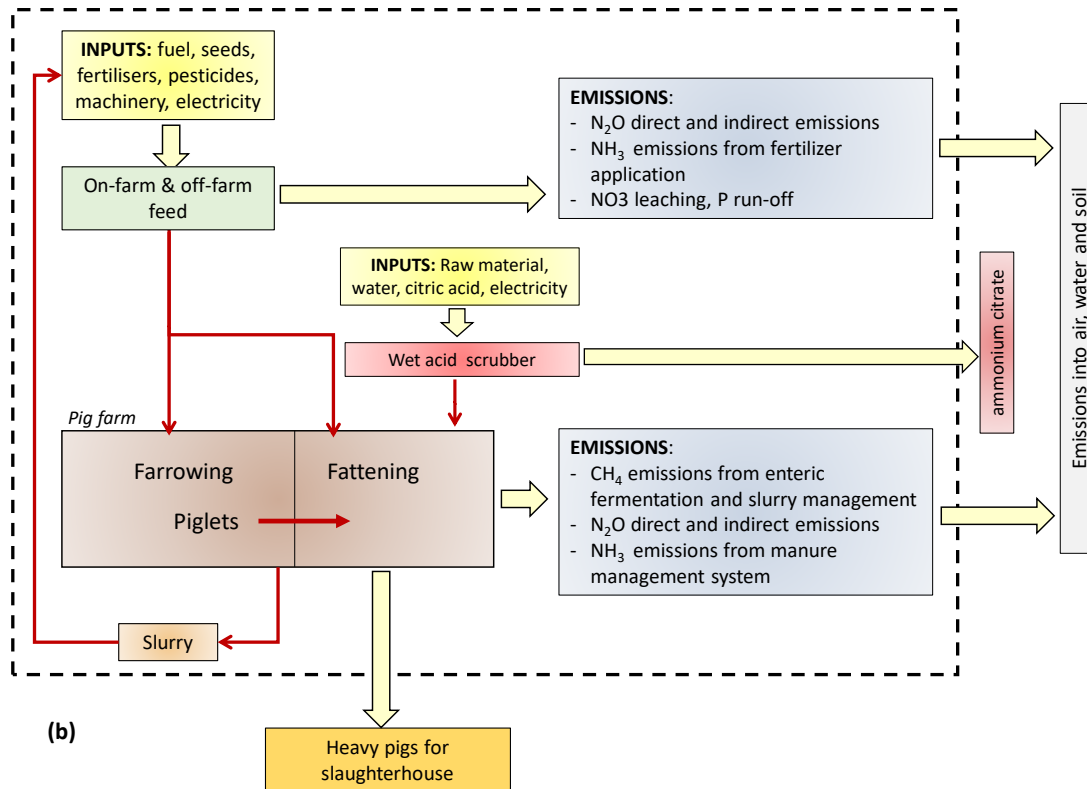 INPUTS: fuel, seeds,
fertilisers, pesticides,
machinery, electricity
EMISSIONS:
- N₂O direct and indirect emissions
- NH₃ emissions from fertilizer
application
- NO3 leaching, P run-off
On-farm & off-farm
feed
INPUTS: Raw material,
water, citric acid, electricity
Wet acid scrubber
ammonium citrate
Emissions into air, water and soil
Pig farm
Farrowing
Fattening
Piglets
EMISSIONS:
- CH₄ emissions from enteric
fermentation and slurry management
- N₂O direct and indirect emissions
- NH₃ emissions from manure
management system
Slurry
(b)
Heavy pigs for
slaughterhouse